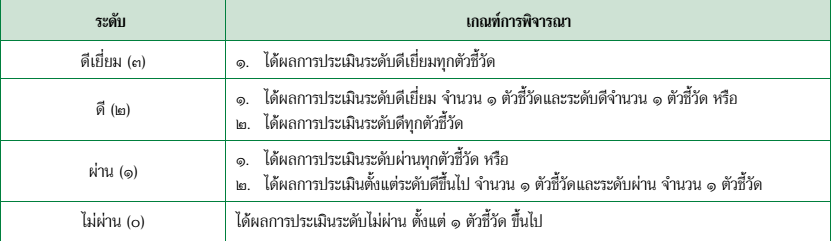 ระดับ เกณฑ์การพิจารณา
ดีเยี่ยม (๓) ๑. ได้ผลการประเมินระดับดีเยี่ยมทุกตัวชี้วัด
ดี (๒) ๑. ได้ผลการประเมินระดับดีเยี่ยม จำนวน ๑ ตัวชี้วัดและระดับดีจำนวน ๑ ตัวชี้วัด หรือ
๒. ได้ผลการประเมินระดับดีทุกตัวชี้วัด
ผ่าน (๑) ๑. ได้ผลการประเมินระดับผ่านทุกตัวชี้วัด หรือ
๒. ได้ผลการประเมินตั้งแต่ระดับดีขึ้นไป จำนวน ๑ ตัวชี้วัดและระดับผ่าน จำนวน ๑ ตัวชี้วัด
ไม่ผ่าน (๐) ได้ผลการประเมินระดับไม่ผ่าน ตั้งแต่ ๑ ตัวชี้วัด ขึ้นไป